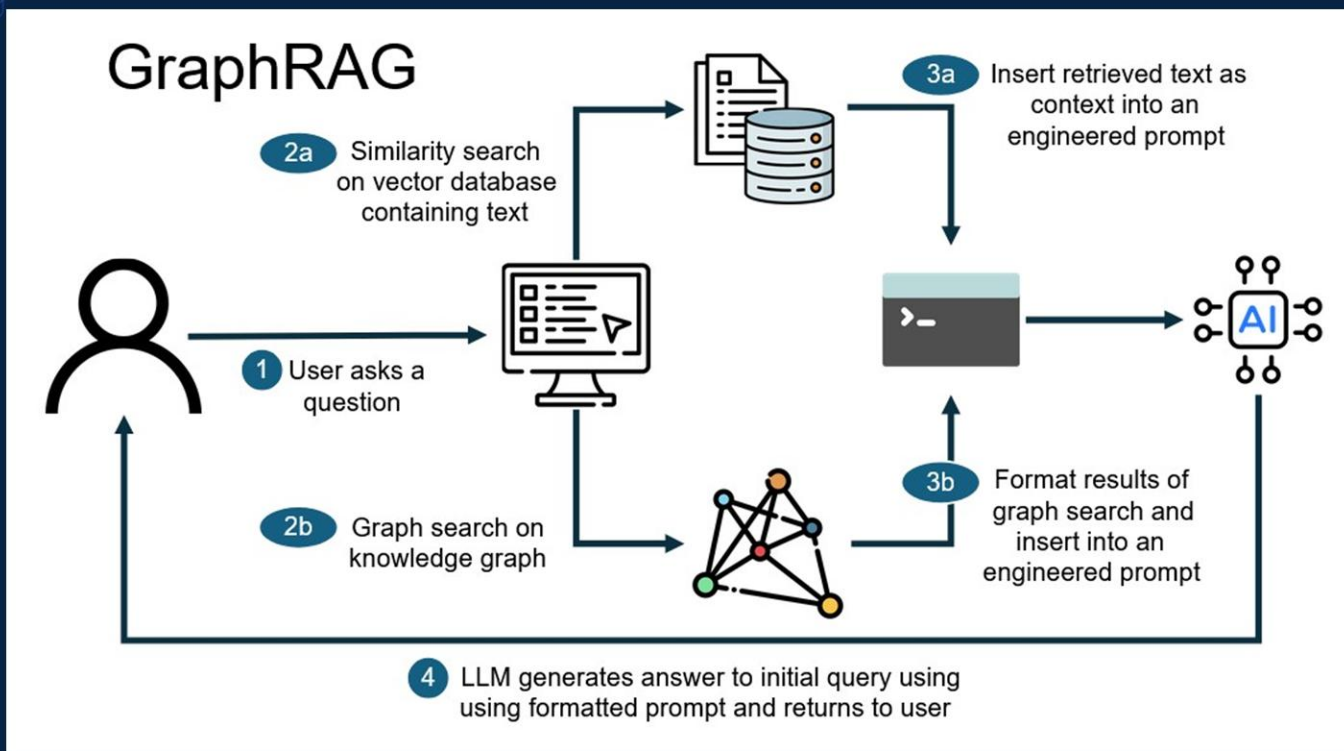 GraphRAG
2a
Similarity search
on vector database
containing text
3a
Insert retrieved text as
context into an
engineered prompt
1
User asks a
question
>_
AI
2b
Graph search on
knowledge graph
3b
Format results of
graph search and
insert into an
engineered prompt
4
LLM generates answer to initial query using
using formatted prompt and returns to user